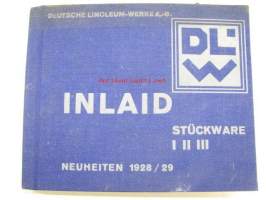 DEUTSCHE LINOLEUM-WERKE A.-G.
DLW
INLAID
STÜCKWARE
I II III
NEUHEITEN 1928/29